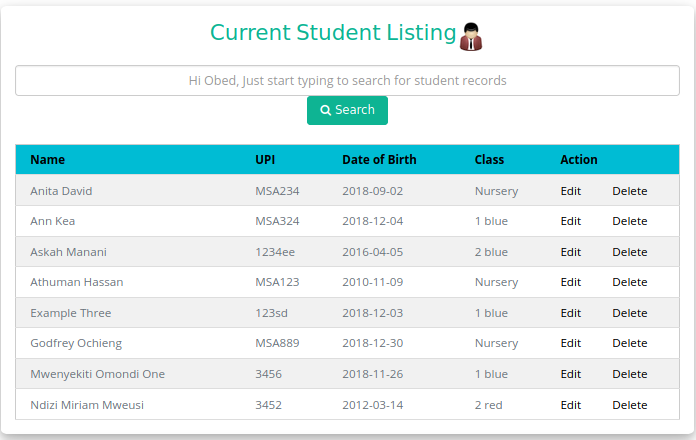 Current Student Listing
Hi Obed, Just start typing to search for student records
Search
Name UPI Date of Birth Class Action
Anita David MSA234 2018-09-02 Nursery Edit Delete
Ann Kea MSA324 2018-12-04 1 blue Edit Delete
Askah Manani 1234ee 2016-04-05 2 blue Edit Delete
Athuman Hassan MSA123 2010-11-09 Nursery Edit Delete
Example Three 123sd 2018-12-03 1 blue Edit Delete
Godfrey Ochieng MSA889 2018-12-30 Nursery Edit Delete
Mwenyekiti Omondi One 3456 2018-11-26 1 blue Edit Delete
Ndizi Miriam Mweusi 3452 2012-03-14 2 red Edit Delete